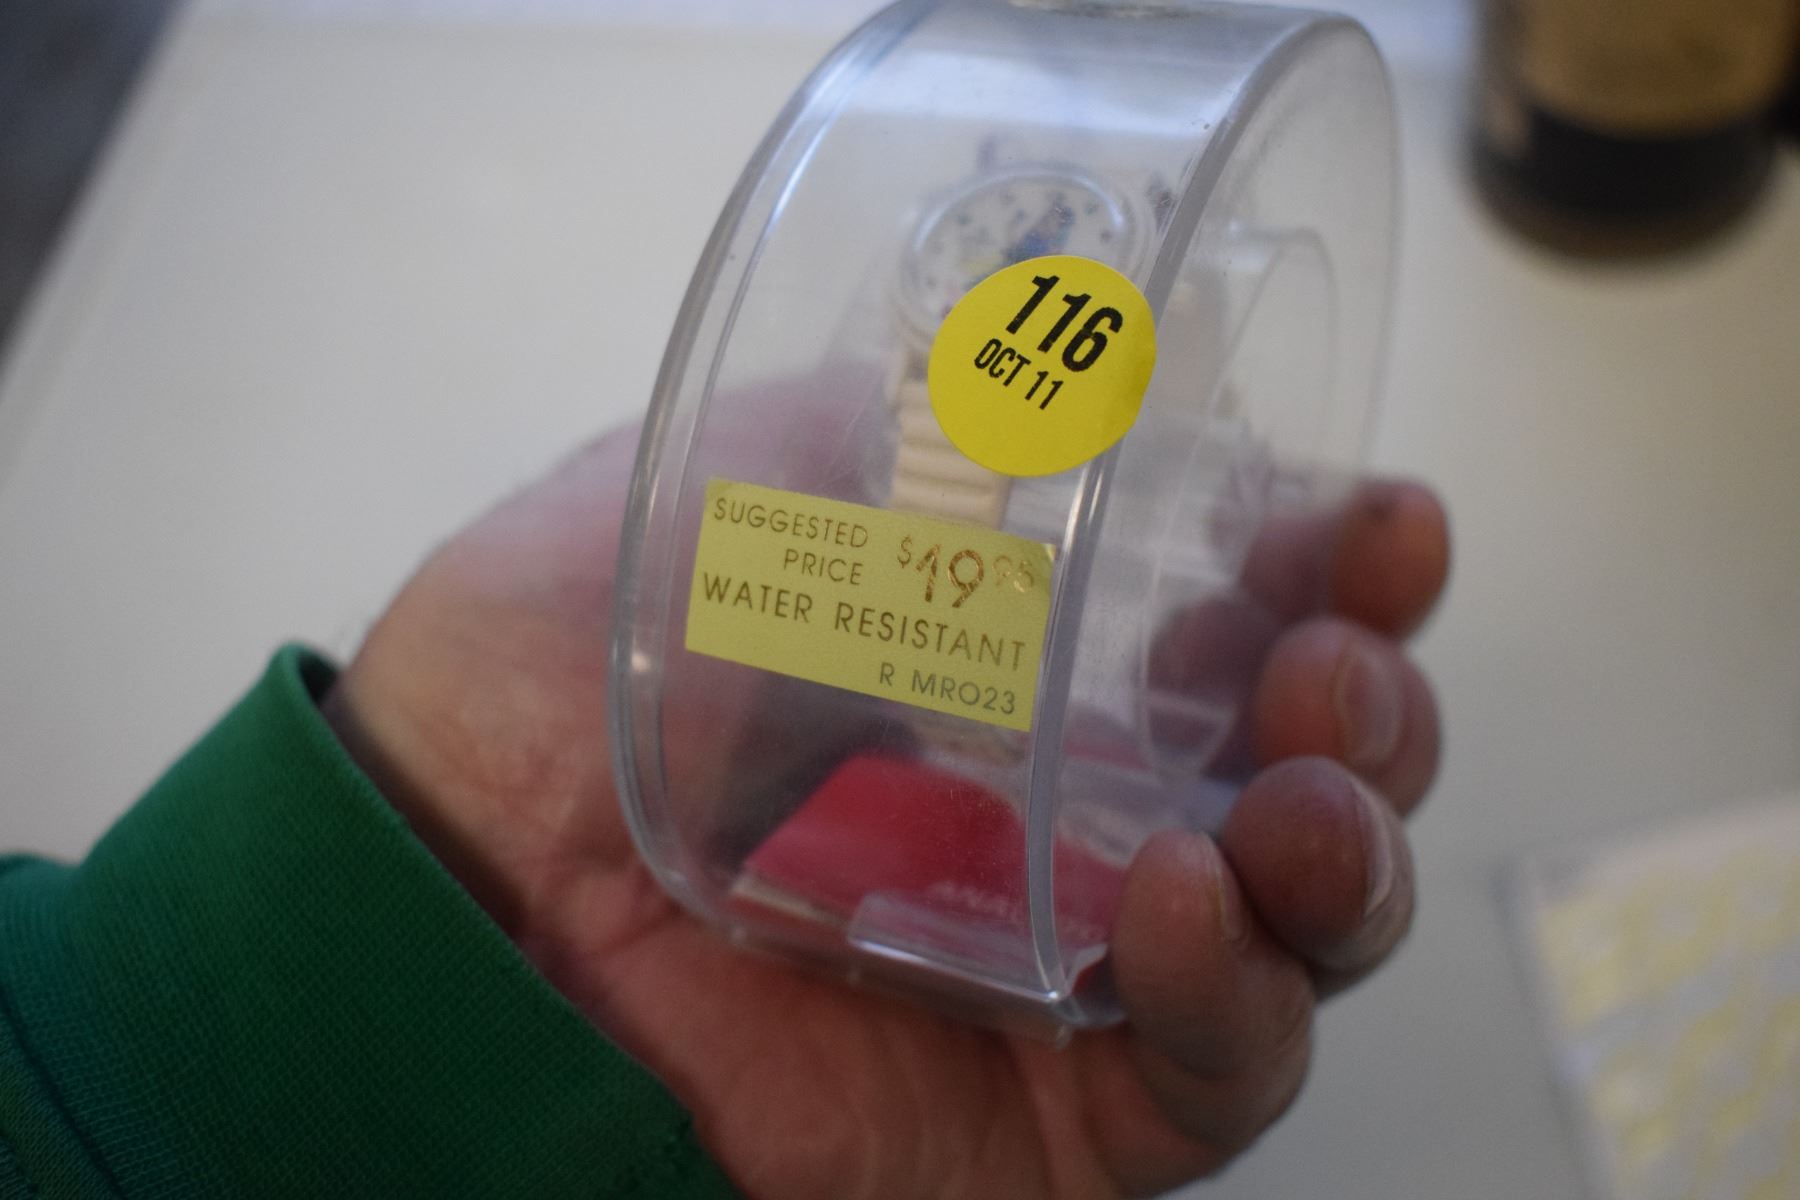 116
OCT 11
SUGGESTED
PRICE $19.95
WATER RESISTANT
R MRO23